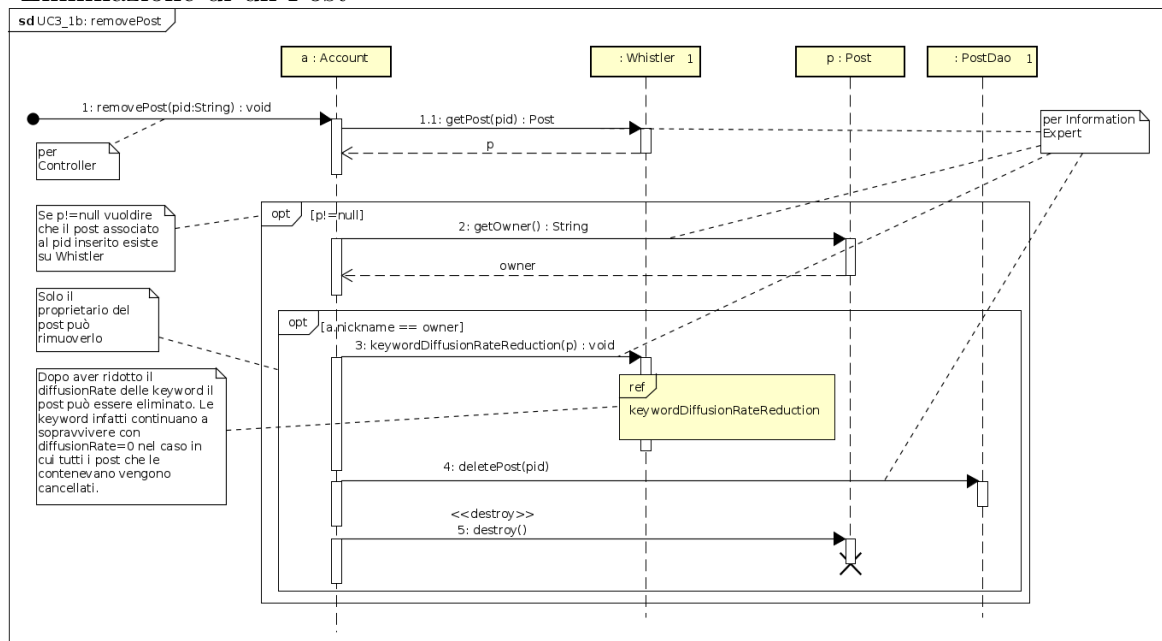 Eliminazione di un Post
sd UC3_1b: removePost
a : Account
: Whistler 1
p : Post
: PostDao 1
1: removePost(pid:String) : void
1.1: getPost(pid) : Post
per Information
Expert
p
per
Controller
Se p!=null vuoldire
che il post associato
al pid inserito esiste
su Whistler
opt [p!=null]
2: getOwner() : String
owner
Solo il
proprietario del
post può
rimuoverlo
opt [a.nickname == owner]
3: keywordDiffusionRateReduction(p) : void
Dopo aver ridotto il
diffusionRate delle keyword il
post può essere eliminato. Le
keyword infatti continuano a
sopravvivere con
diffusionRate=0 nel caso in
cui tutti i post che le
contenevano vengono
cancellati.
ref
keywordDiffusionRateReduction
4: deletePost(pid)
<<destroy>>
5: destroy()